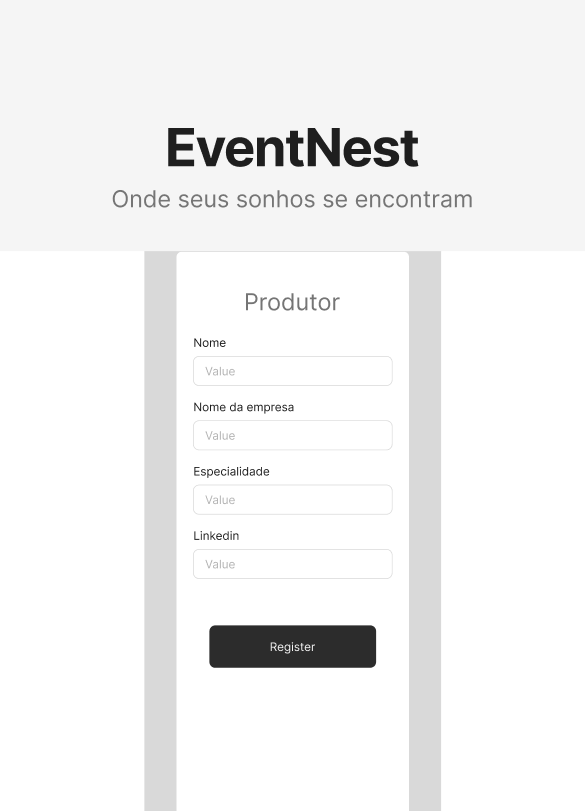 EventNest
Onde seus sonhos se encontram
Produtor
Nome
Value
Nome da empresa
Value
Especialidade
Value
Linkedin
Value
Register